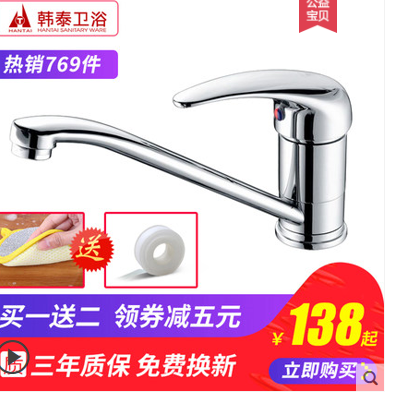 韩泰卫浴
HANTAI
HANTAI SANITARY WARE
公益
宝贝
热销769件
送
买一送二 领券减五元
￥138起
三年质保 免费换新
立即购买